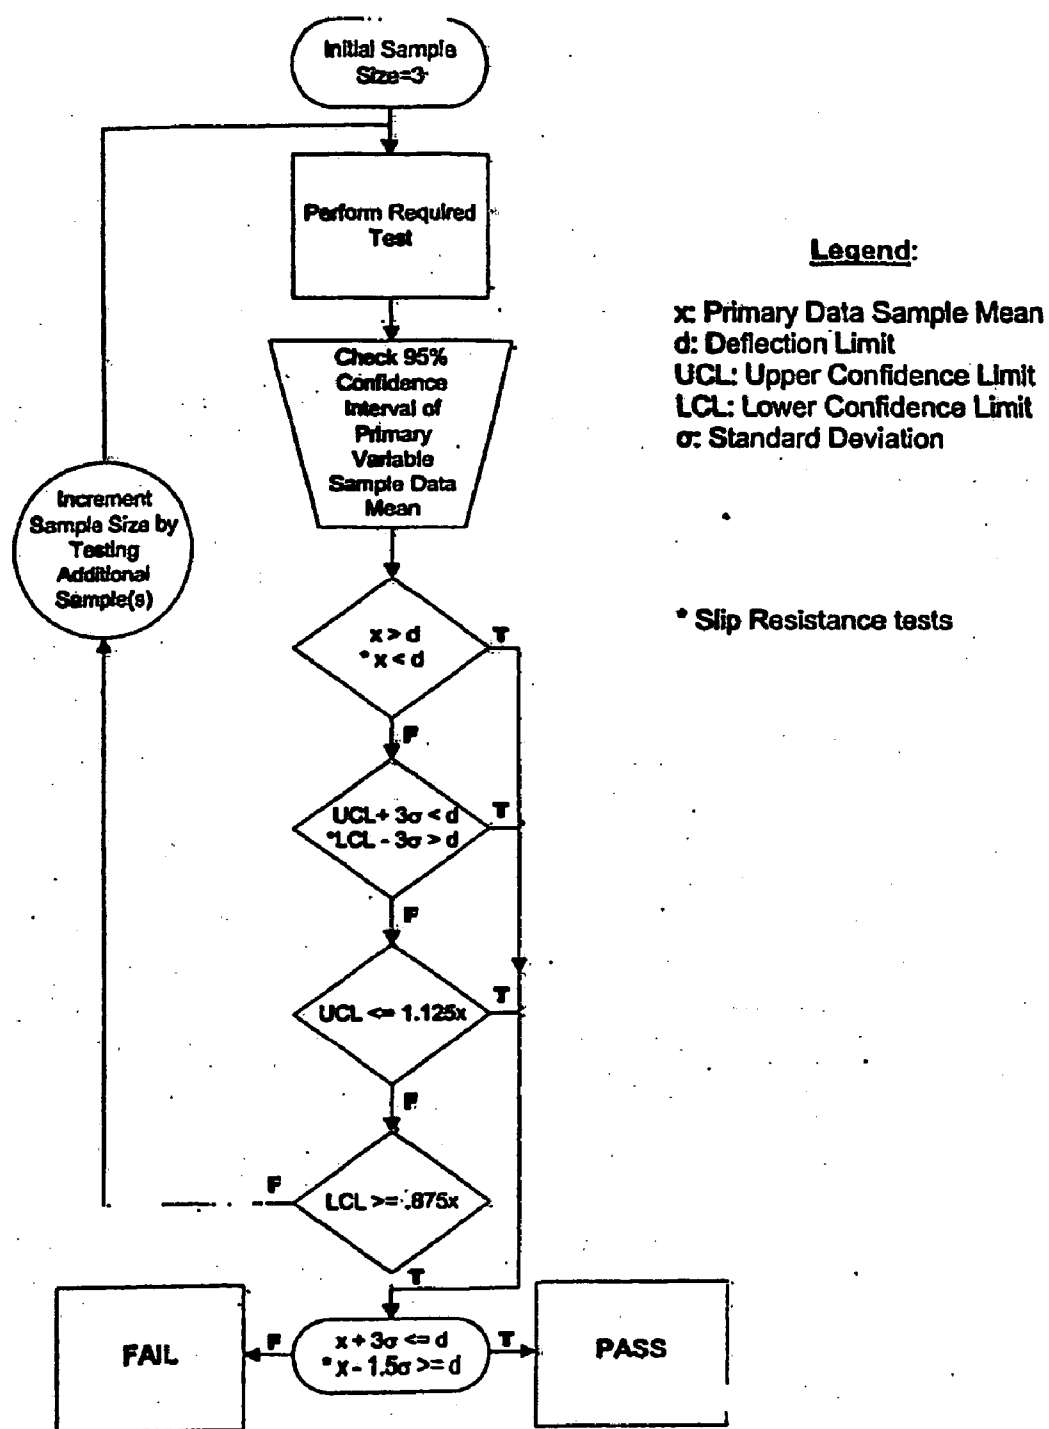 Initial Sample
Size=3
Perform Required
Test
Check 95%
Confidence
Interval of
Primary
Variable
Sample Data
Mean
Increment
Sample Size by
Testing
Additional
Sample(s)
x > d
* x < d
T
F
UCL+ 3σ < d
*LCL - 3σ > d
T
F
UCL <= 1.125x
T
F
LCL >= .875x
F
T
x + 3σ <= d
* x - 1.5σ >= d
F
T
FAIL
PASS
Legend:
x: Primary Data Sample Mean
d: Deflection Limit
UCL: Upper Confidence Limit
LCL: Lower Confidence Limit
σ: Standard Deviation
* Slip Resistance tests